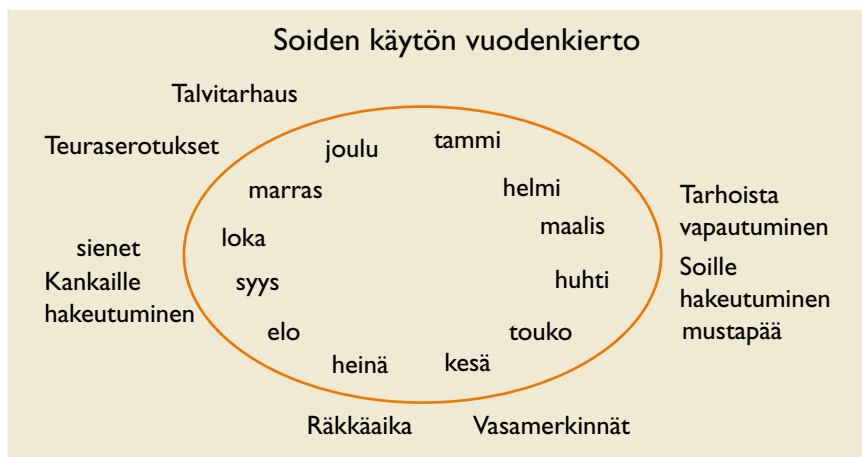 Soiden käytön vuodenkierto
Talvitarhaus
Teuraserotukset
joulu
tammi
marras
helmi
Tarhoista
vapautuminen
sienet
loka
maalis
Kankaille
hakeutuminen
syys
huhti
Soille
hakeutuminen
mustapää
elo
touko
heinä
kesä
Räkkäaika
Vasamerkinnät